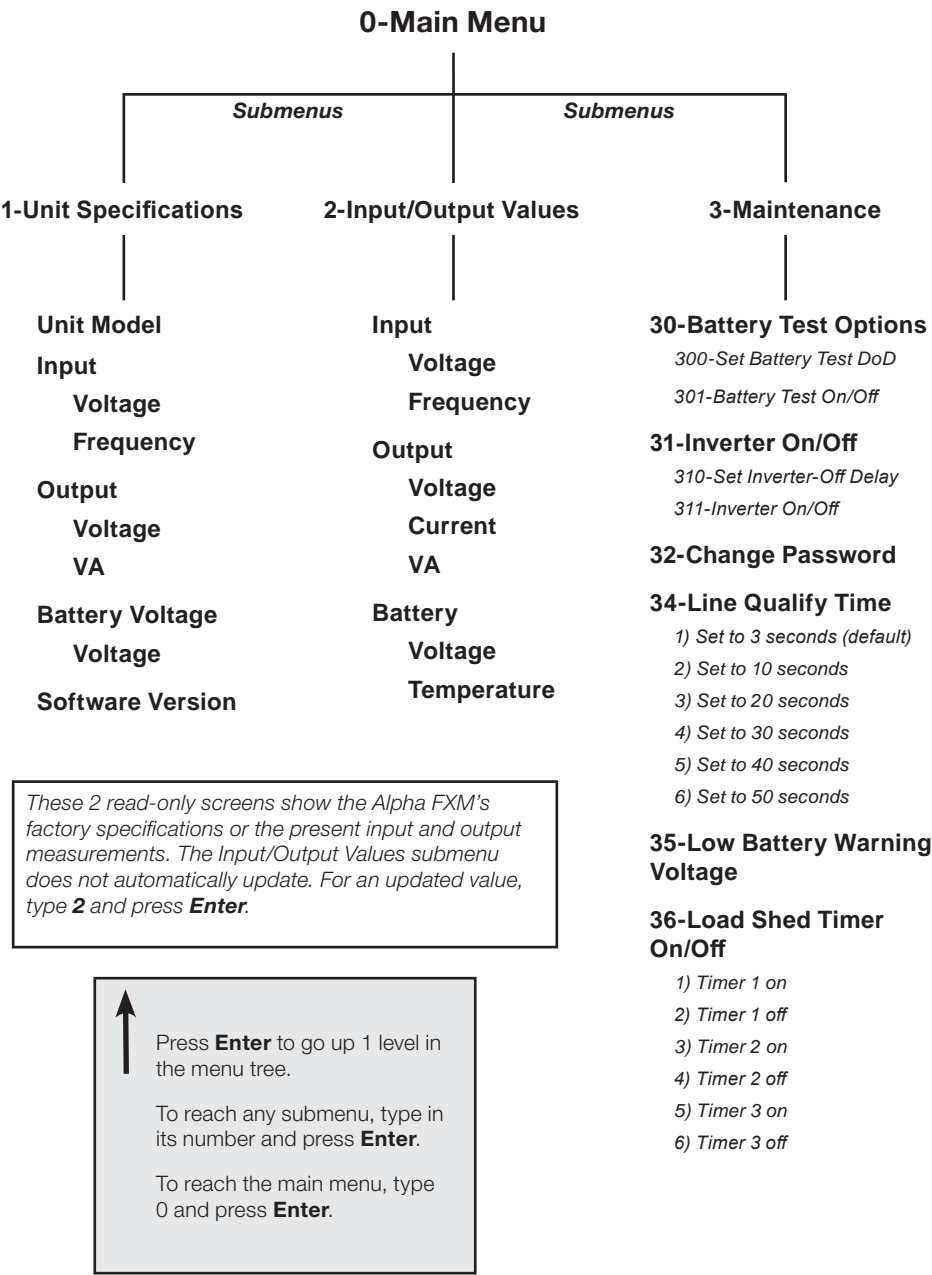 0-Main Menu
Submenus
Submenus
1-Unit Specifications
2-Input/Output Values
3-Maintenance
Unit Model
Input
Voltage
Frequency
Output
Voltage
VA
Battery Voltage
Voltage
Software Version
Input
Voltage
Frequency
Output
Voltage
Current
VA
Battery
Voltage
Temperature
30-Battery Test Options
300-Set Battery Test DoD
301-Battery Test On/Off
31-Inverter On/Off
310-Set Inverter-Off Delay
311-Inverter On/Off
32-Change Password
34-Line Qualify Time
1) Set to 3 seconds (default)
2) Set to 10 seconds
3) Set to 20 seconds
4) Set to 30 seconds
5) Set to 40 seconds
6) Set to 50 seconds
35-Low Battery Warning
Voltage
36-Load Shed Timer
On/Off
1) Timer 1 on
2) Timer 1 off
3) Timer 2 on
4) Timer 2 off
5) Timer 3 on
6) Timer 3 off
These 2 read-only screens show the Alpha FXM's
factory specifications or the present input and output
measurements. The Input/Output Values submenu
does not automatically update. For an updated value,
type 2 and press Enter.
Press Enter to go up 1 level in
the menu tree.
To reach any submenu, type in
its number and press Enter.
To reach the main menu, type
0 and press Enter.